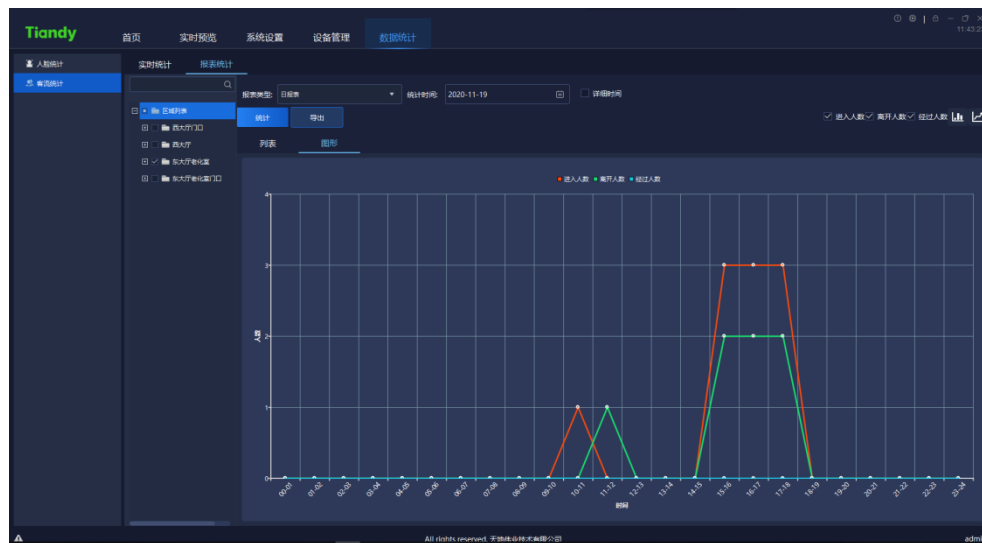 Tiandy
首页 实时预览 系统设置 设备管理 数据统计
11:43:2
人脸统计
客流统计
实时统计 报表统计
区域列表
西大厅门口
西大厅
东大厅老化室
东大厅老化室门口
报表类型: 日报表 统计时间: 2020-11-19 详细时间
统计 导出
进入人数 离开人数 经过人数
列表 图形
进入人数 离开人数 经过人数
4
3
2
1
0
人数
00-01 01-02 02-03 03-04 04-05 05-06 06-07 07-08 08-09 09-10 10-11 11-12 12-13 13-14 14-15 15-16 16-17 17-18 18-19 19-20 20-21 21-22 22-23 23-24
时间
All rights reserved. 天地伟业技术有限公司
admi